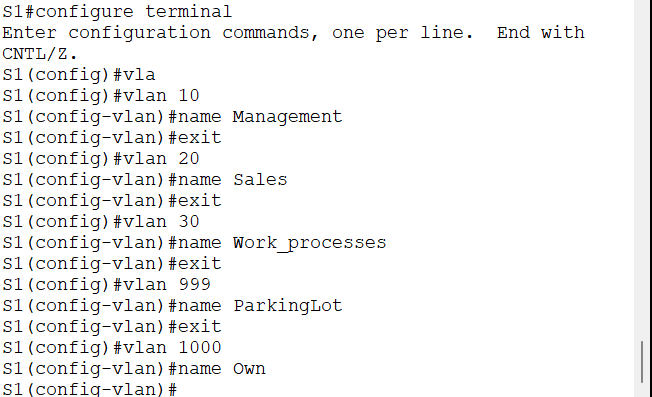 S1#configure terminal
Enter configuration commands, one per line.  End with
CNTL/Z.
S1(config)#vla
S1(config)#vlan 10
S1(config-vlan)#name Management
S1(config-vlan)#exit
S1(config)#vlan 20
S1(config-vlan)#name Sales
S1(config-vlan)#exit
S1(config)#vlan 30
S1(config-vlan)#name Work_processes
S1(config-vlan)#exit
S1(config)#vlan 999
S1(config-vlan)#name ParkingLot
S1(config-vlan)#exit
S1(config)#vlan 1000
S1(config-vlan)#name Own
S1(config-vlan)#